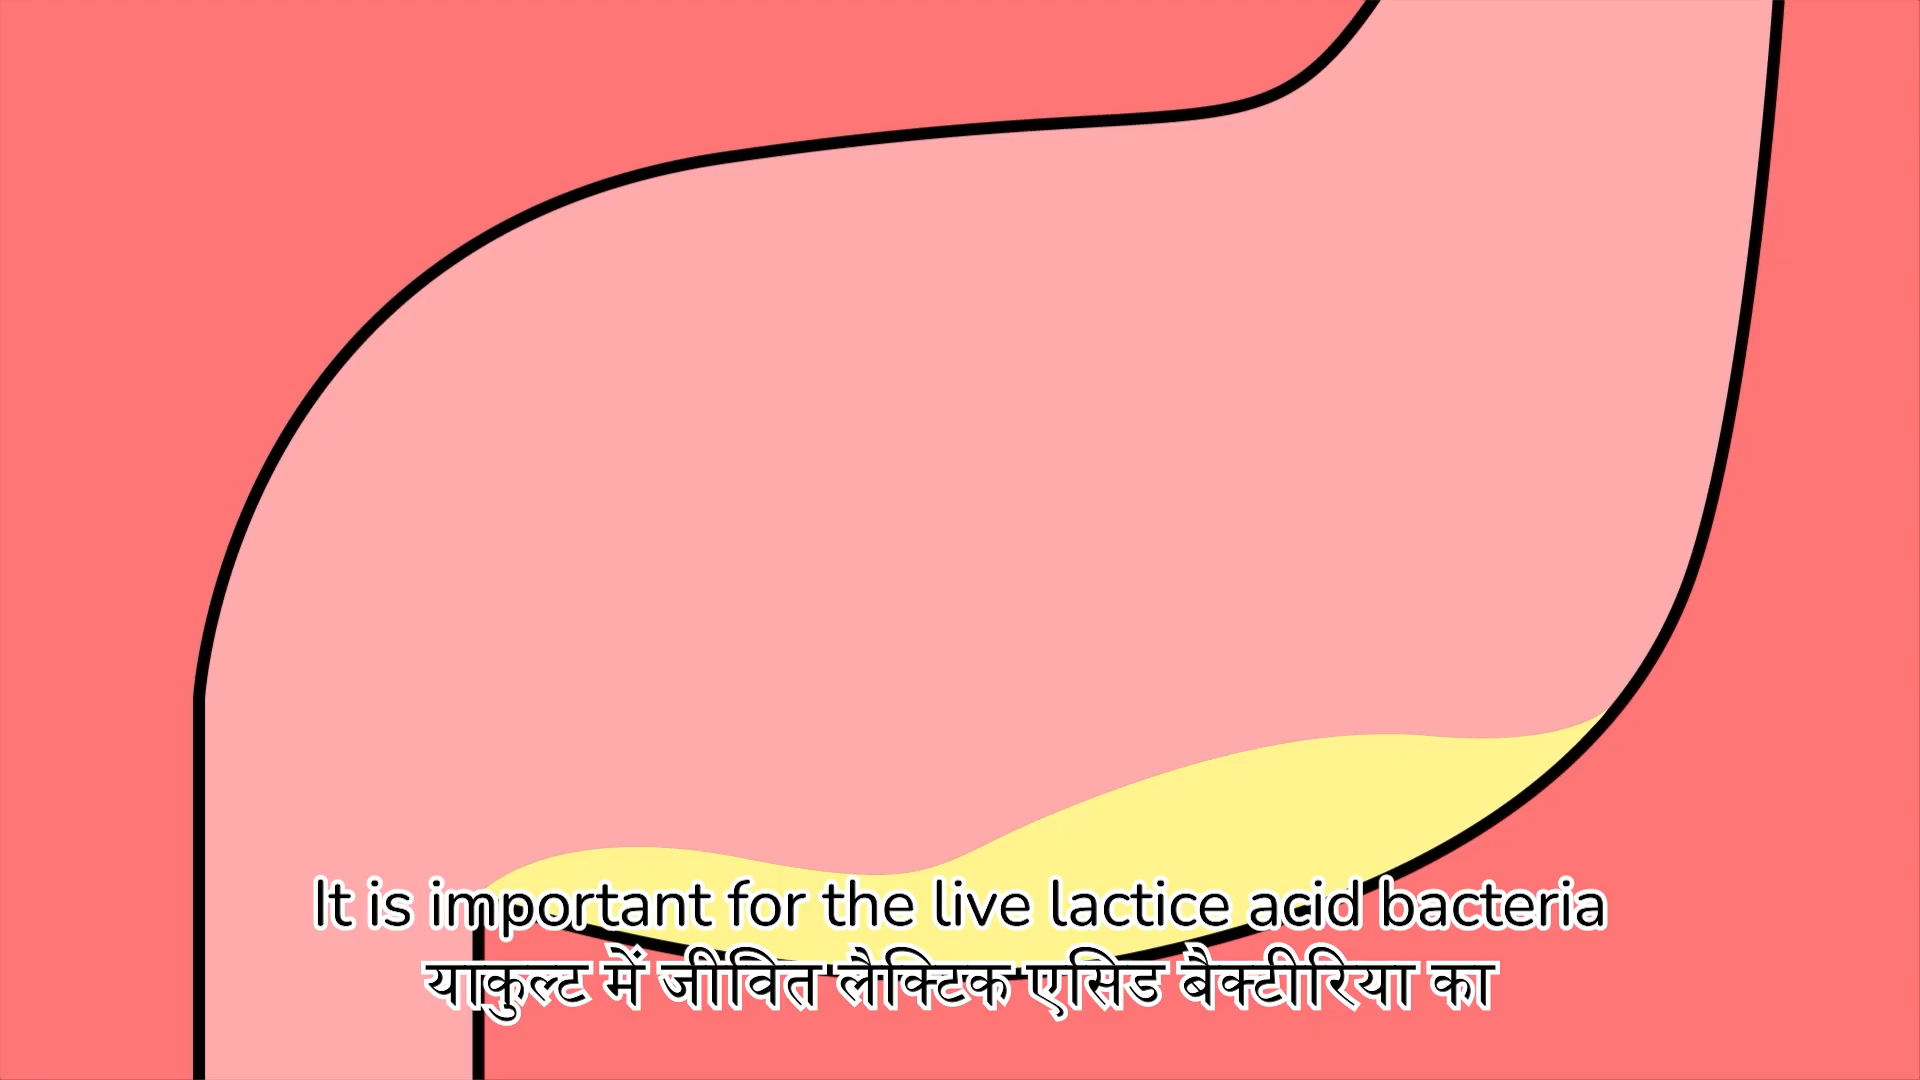 It is important for the live lactice acid bacteria
याकुल्ट में जीवित लैक्टिक एसिड बैक्टीरिया का